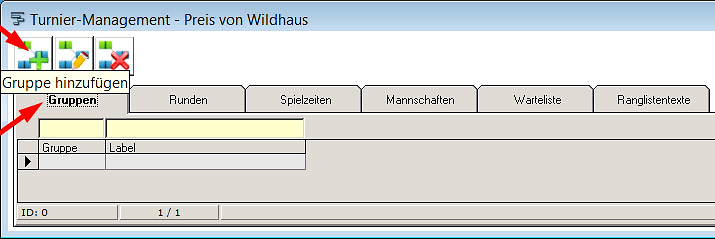 Turnier-Management - Preis von Wildhaus
Gruppe hinzufügen
Gruppen Runden Spielzeiten Mannschaften Warteliste Ranglistentexte
Gruppe Label
ID: 0 1 / 1